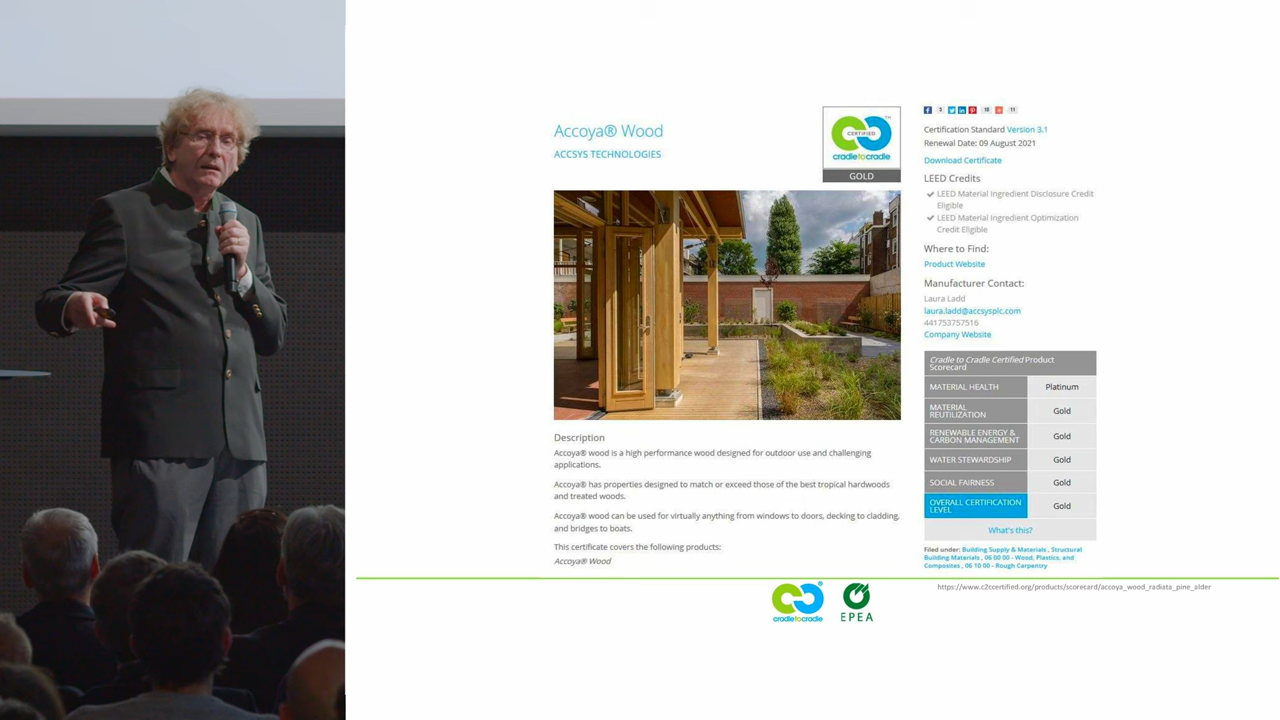 Accoya® Wood
ACCSYS TECHNOLOGIES
CERTIFIED
™
cradletocradle
GOLD
Description
Accoya® wood is a high performance wood designed for outdoor use and challenging
applications.
Accoya® has properties designed to match or exceed those of the best tropical hardwoods
and treated woods.
Accoya® wood can be used for virtually anything from windows to doors, decking to cladding,
and bridges to boats.
This certificate covers the following products:
Accoya® Wood
5 18 11
Certification Standard Version 3.1
Renewal Date: 09 August 2021
Download Certificate
LEED Credits
LEED Material Ingredient Disclosure Credit
Eligible
LEED Material Ingredient Optimization
Credit Eligible
Where to Find:
Product Website
Manufacturer Contact:
Laura Ladd
laura.ladd@accsysplc.com
441753757516
Company Website
Cradle to Cradle Certified Product
Scorecard
MATERIAL HEALTH Platinum
MATERIAL
REUTILIZATION Gold
RENEWABLE ENERGY &
CARBON MANAGEMENT Gold
WATER STEWARDSHIP Gold
SOCIAL FAIRNESS Gold
OVERALL CERTIFICATION
LEVEL Gold
What's this?
Filed under: Building Supply & Materials , Structural
Building Materials , 06 00 00 - Wood, Plastics, and
Composites , 06 10 00 - Rough Carpentry
cradletocradle ®
EPEA
https://www.c2ccertified.org/products/scorecard/accoya_wood_radiata_pine_alder